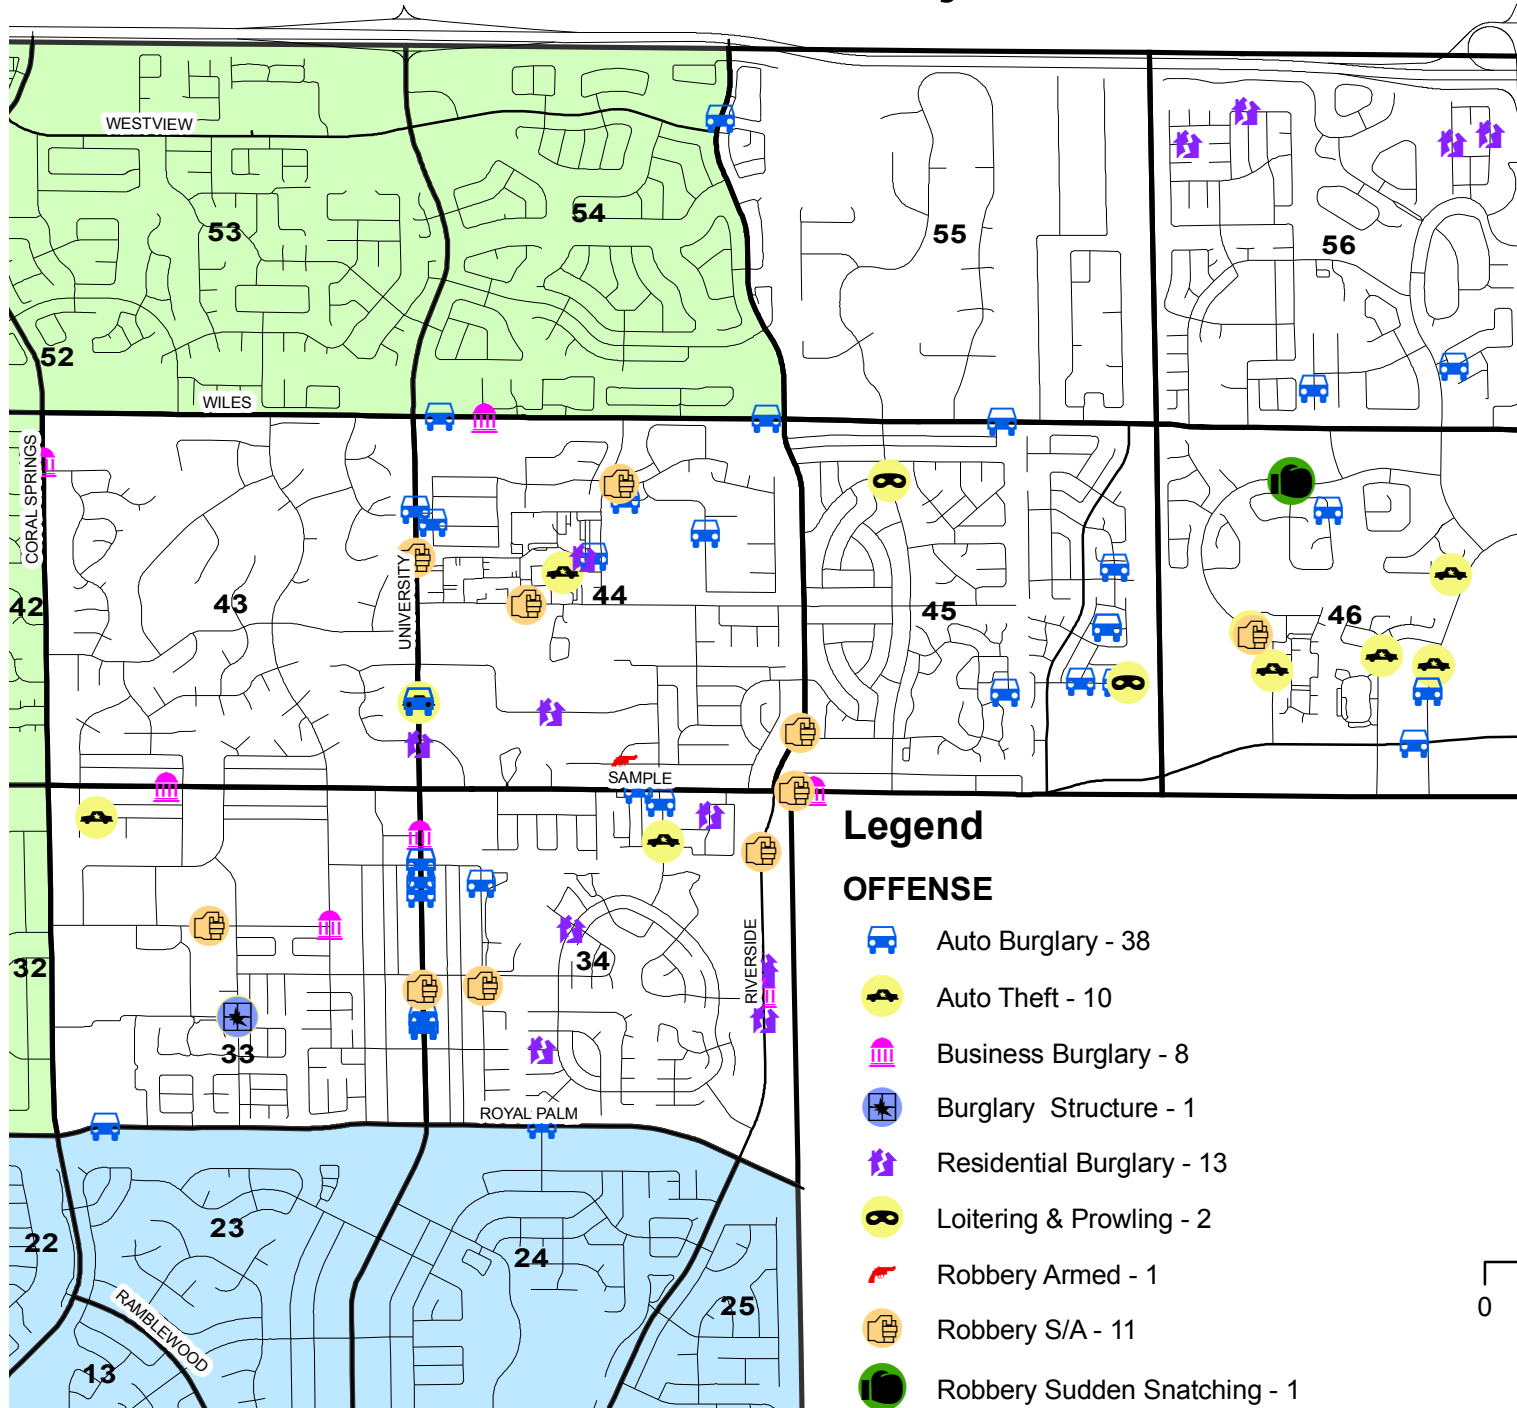 WESTVIEW
53
54
55
56
52
WILES
CORAL SPRINGS
UNIVERSITY
42
43
44
45
46
SAMPLE
Legend
OFFENSE
Auto Burglary - 38
Auto Theft - 10
Business Burglary - 8
Burglary Structure - 1
Residential Burglary - 13
Loitering & Prowling - 2
Robbery Armed - 1
Robbery S/A - 11
Robbery Sudden Snatching - 1
RIVERSIDE
32
34
33
ROYAL PALM
22
23
24
25
RAMBLEWOOD
13
0